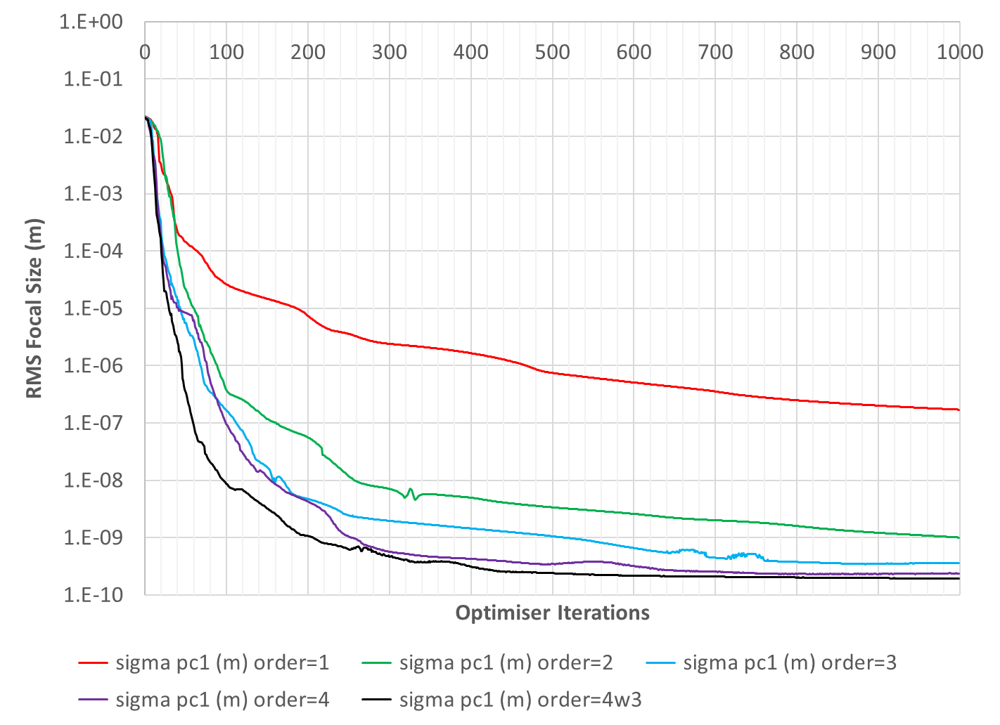 1.E+00
0 100 200 300 400 500 600 700 800 900 1000
1.E-01
1.E-02
1.E-03
1.E-04
1.E-05
1.E-06
1.E-07
1.E-08
1.E-09
1.E-10
RMS Focal Size (m)
Optimiser Iterations
sigma pc1 (m) order=1 sigma pc1 (m) order=2 sigma pc1 (m) order=3
sigma pc1 (m) order=4 sigma pc1 (m) order=4w3